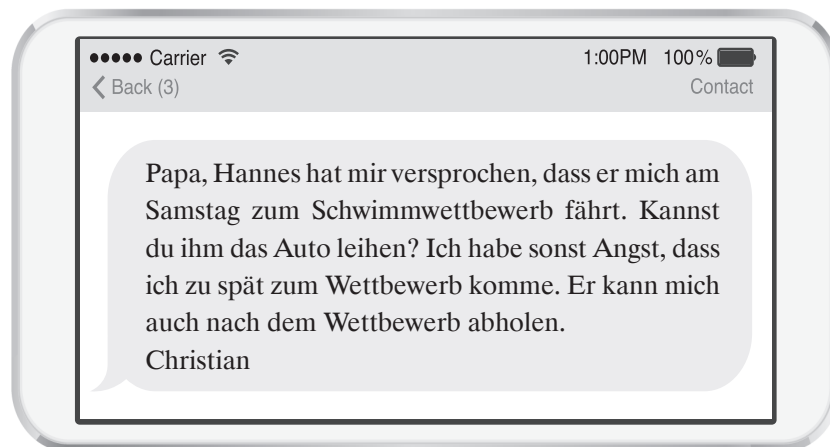 ●●●●● Carrier 1:00PM 100%
Back (3) Contact
Papa, Hannes hat mir versprochen, dass er mich am
Samstag zum Schwimmwettbewerb fährt. Kannst
du ihm das Auto leihen? Ich habe sonst Angst, dass
ich zu spät zum Wettbewerb komme. Er kann mich
auch nach dem Wettbewerb abholen.
Christian